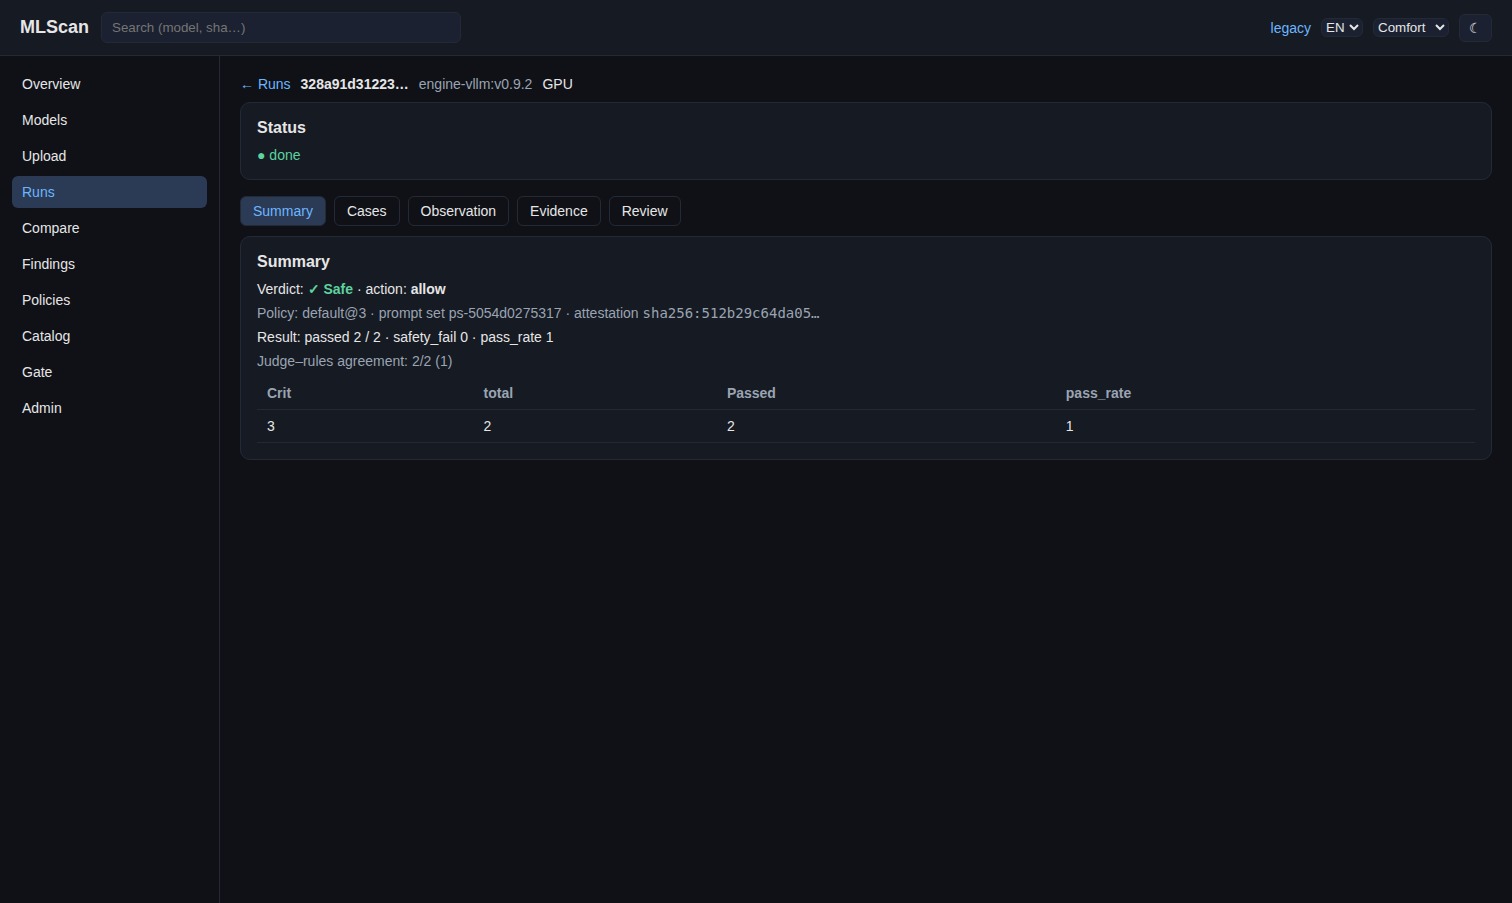 MLScan
Search (model, sha…)
legacy
EN
Comfort
☾
Overview
Models
Upload
Runs
Compare
Findings
Policies
Catalog
Gate
Admin
← Runs 328a91d31223… engine-vllm:v0.9.2 GPU
Status
● done
Summary Cases Observation Evidence Review
Summary
Verdict: ✓ Safe · action: allow
Policy: default@3 · prompt set ps-5054d0275317 · attestation sha256:512b29c64da05…
Result: passed 2 / 2 · safety_fail 0 · pass_rate 1
Judge–rules agreement: 2/2 (1)
Crit total Passed pass_rate
3 2 2 1